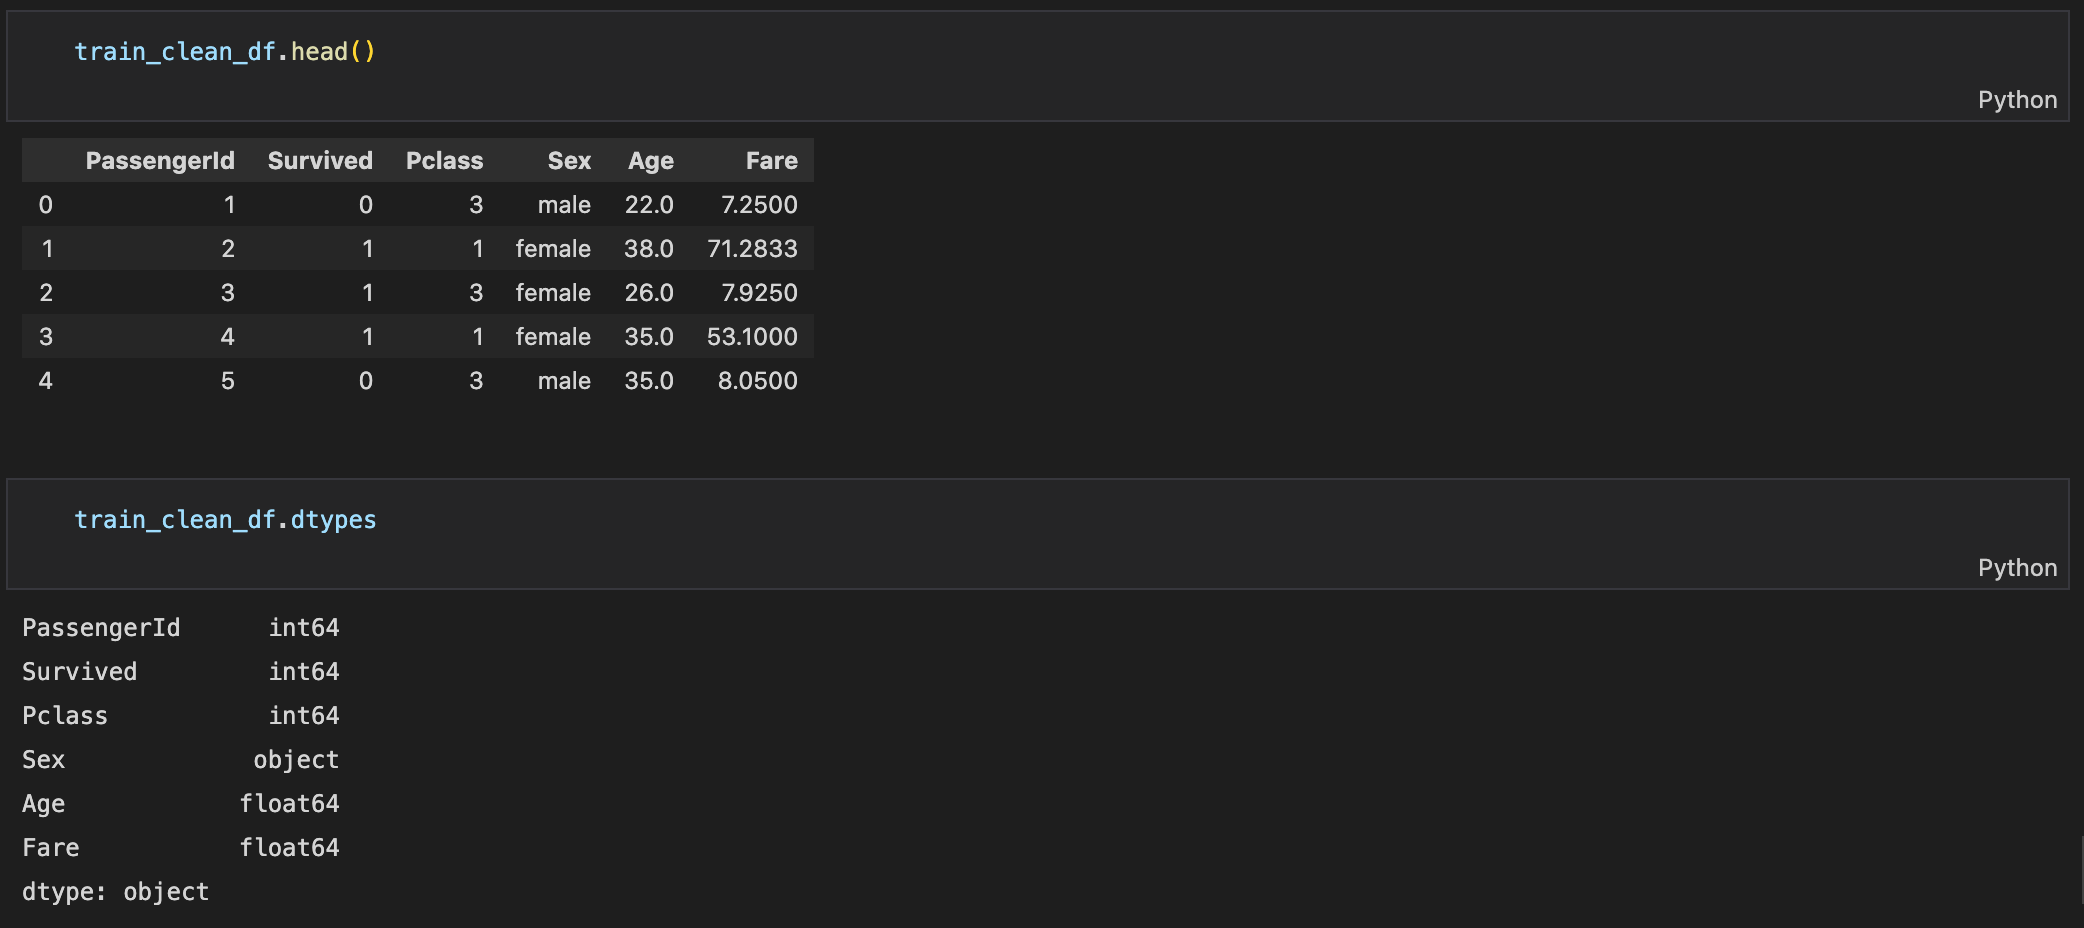 train_clean_df.head()
Python
PassengerId Survived Pclass Sex Age Fare
0 1 0 3 male 22.0 7.2500
1 2 1 1 female 38.0 71.2833
2 3 1 3 female 26.0 7.9250
3 4 1 1 female 35.0 53.1000
4 5 0 3 male 35.0 8.0500
train_clean_df.dtypes
Python
PassengerId int64
Survived int64
Pclass int64
Sex object
Age float64
Fare float64
dtype: object